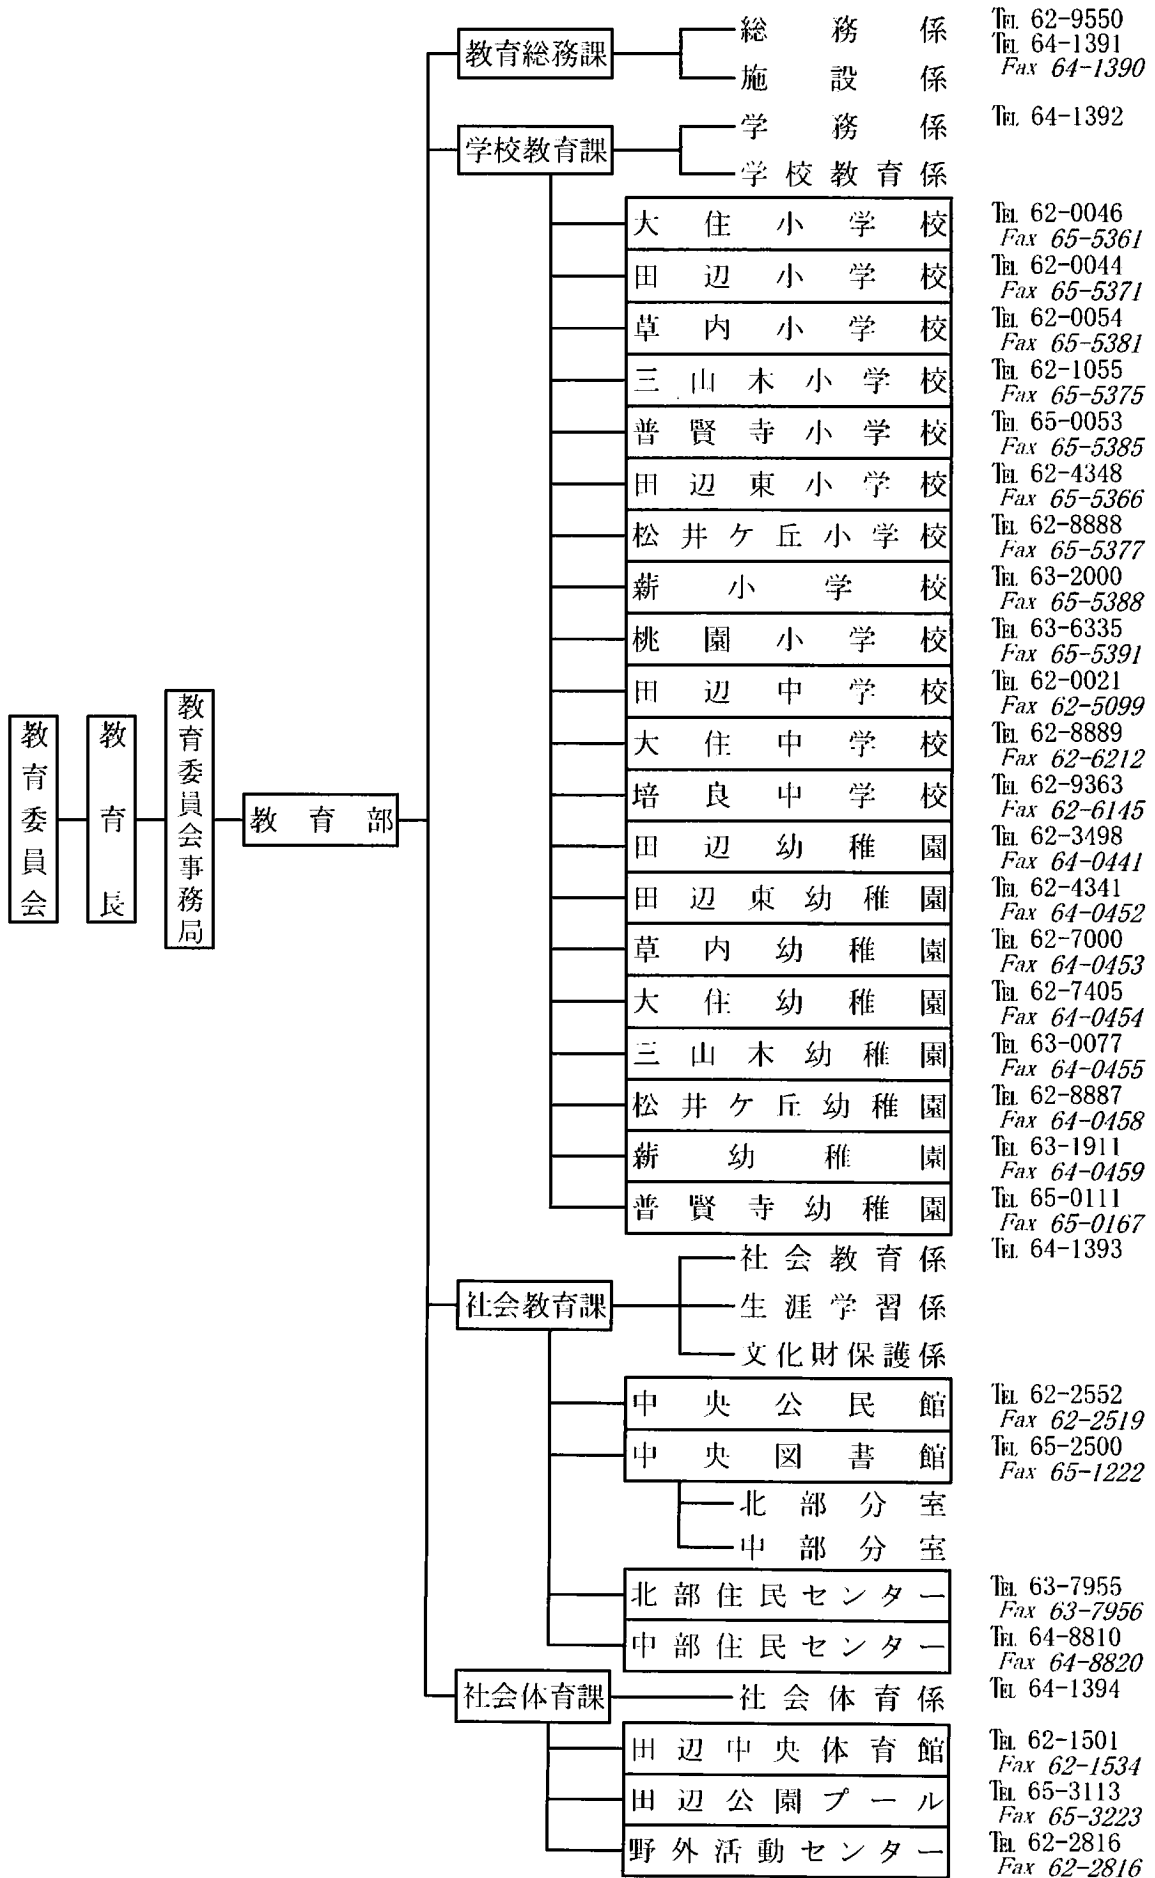 教育委員会
教育長
教育委員会事務局
教育部
教育総務課
総務係 TEL 62-9550
TEL 64-1391
施設係 Fax 64-1390
学校教育課
学務係 TEL 64-1392
学校教育係
大住小学校 TEL 62-0046
Fax 65-5361
田辺小学校 TEL 62-0044
Fax 65-5371
草内小学校 TEL 62-0054
Fax 65-5381
三山木小学校 TEL 62-1055
Fax 65-5375
普賢寺小学校 TEL 65-0053
Fax 65-5385
田辺東小学校 TEL 62-4348
Fax 65-5366
松井ケ丘小学校 TEL 62-8888
Fax 65-5377
薪小学校 TEL 63-2000
Fax 65-5388
桃園小学校 TEL 63-6335
Fax 65-5391
田辺中学校 TEL 62-0021
Fax 62-5099
大住中学校 TEL 62-8889
Fax 62-6212
培良中学校 TEL 62-9363
Fax 62-6145
田辺幼稚園 TEL 62-3498
Fax 64-0441
田辺東幼稚園 TEL 62-4341
Fax 64-0452
草内幼稚園 TEL 62-7000
Fax 64-0453
大住幼稚園 TEL 62-7405
Fax 64-0454
三山木幼稚園 TEL 63-0077
Fax 64-0455
松井ケ丘幼稚園 TEL 62-8887
Fax 64-0458
薪幼稚園 TEL 63-1911
Fax 64-0459
普賢寺幼稚園 TEL 65-0111
Fax 65-0167
社会教育課
社会教育係 TEL 64-1393
生涯学習係
文化財保護係
中央公民館 TEL 62-2552
Fax 62-2519
中央図書館 TEL 65-2500
Fax 65-1222
北部分室
中部分室
北部住民センター TEL 63-7955
Fax 63-7956
中部住民センター TEL 64-8810
Fax 64-8820
社会体育課
社会体育係 TEL 64-1394
田辺中央体育館 TEL 62-1501
Fax 62-1534
田辺公園プール TEL 65-3113
Fax 65-3223
野外活動センター TEL 62-2816
Fax 62-2816